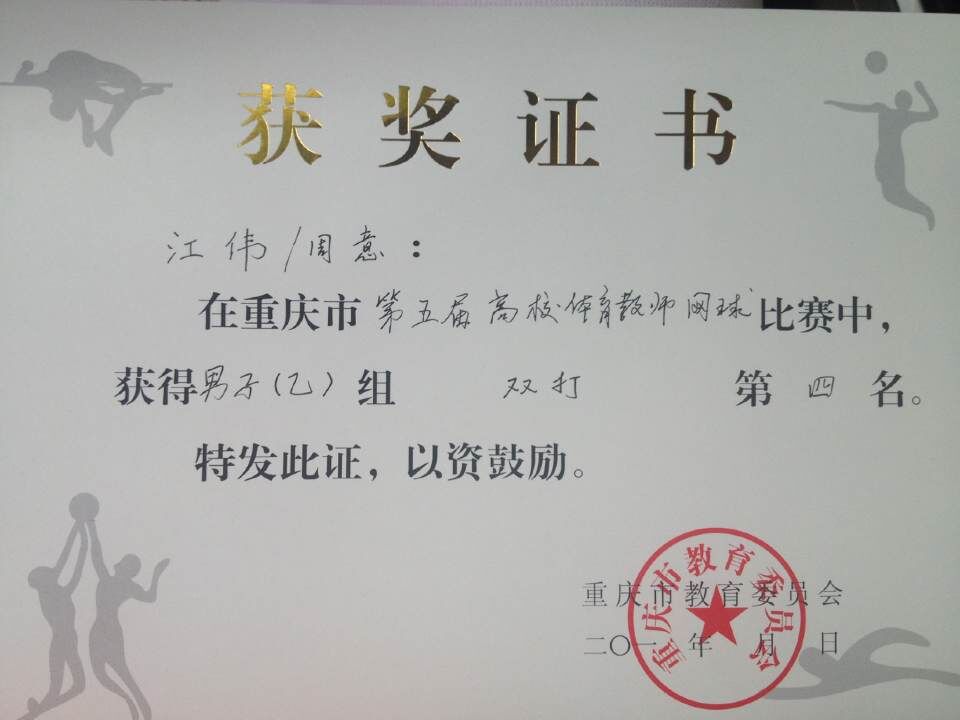 获奖证书
江伟/周意：
在重庆市第五届高校体育教师网球比赛中，
获得男子（乙）组 双打 第四名。
特发此证，以资鼓励。
重庆市教育委员会
二〇一 年 月 日
重庆市教育委员会